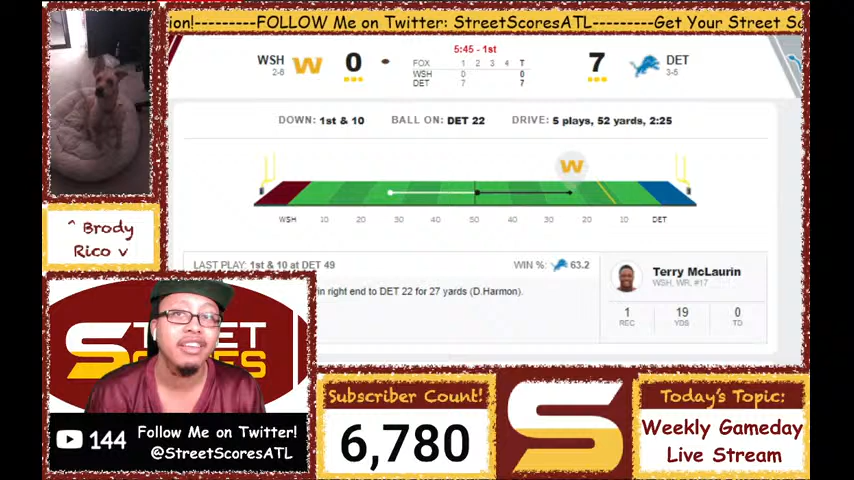 ion!---------FOLLOW Me on Twitter: StreetScoresATL---------Get Your Street Sc
WSH
2-6
W
0
5:45 - 1st
FOX 1 2 3 4 T
WSH 0 0
DET 7 7
7
DET
3-5
DOWN: 1st & 10 BALL ON: DET 22 DRIVE: 5 plays, 52 yards, 2:25
W
WSH 10 20 30 40 50 40 30 20 10 DET
LAST PLAY: 1st & 10 at DET 49
WIN %: 63.2
in right end to DET 22 for 27 yards (D.Harmon).
Terry McLaurin
WSH, WR, #17
1 19 0
REC YDS TD
^ Brody
Rico v
STREET
SCORES
144
Follow Me on Twitter!
@StreetScoresATL
Subscriber Count!
6,780
S
Today's Topic:
Weekly Gameday
Live Stream